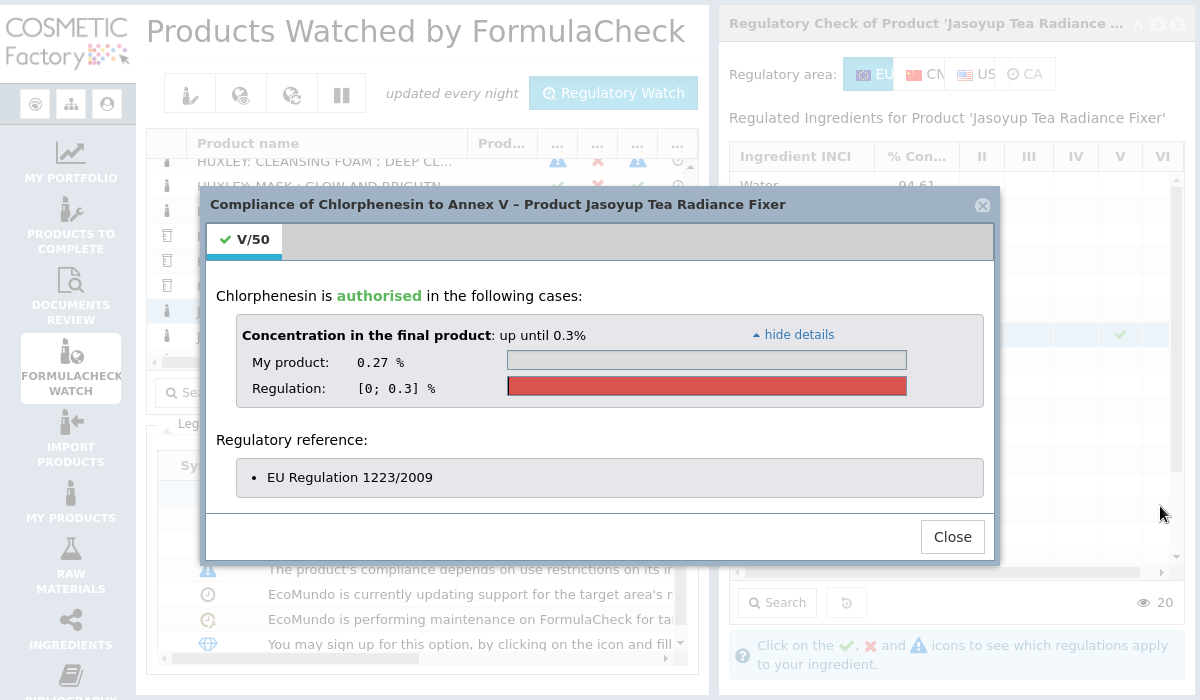 COSMETIC
Factory
MY PORTFOLIO
PRODUCTS TO
COMPLETE
DOCUMENTS
REVIEW
FORMULACHECK
WATCH
IMPORT
PRODUCTS
MY PRODUCTS
RAW
MATERIALS
INGREDIENTS
BIBLIOGRAPHY
Products Watched by FormulaCheck
updated every night
Regulatory Watch
Product name
Prod...
...
...
...
...
HUXLEY: CLEANSING FOAM ; DEEP CL...
HUXLEY: MASK ; GLOW AND BRIGHTN...
Sea
Leg
Sy
The product's compliance depends on use restrictions on its in
EcoMundo is currently updating support for the target area's r
EcoMundo is performing maintenance on FormulaCheck for ta
You may sign up for this option, by clicking on the icon and fill
Regulatory Check of Product 'Jasoyup Tea Radiance ...
Regulatory area:
EU
CN
US
CA
Regulated Ingredients for Product 'Jasoyup Tea Radiance Fixer'
Ingredient INCI
% Con...
II
III
IV
V
VI
Water
94.61
Search
20
Click on the , and icons to see which regulations apply
to your ingredient.
Compliance of Chlorphenesin to Annex V – Product Jasoyup Tea Radiance Fixer
V/50
Chlorphenesin is authorised in the following cases:
Concentration in the final product: up until 0.3%
hide details
My product: 0.27 %
Regulation: [0; 0.3] %
Regulatory reference:
• EU Regulation 1223/2009
Close